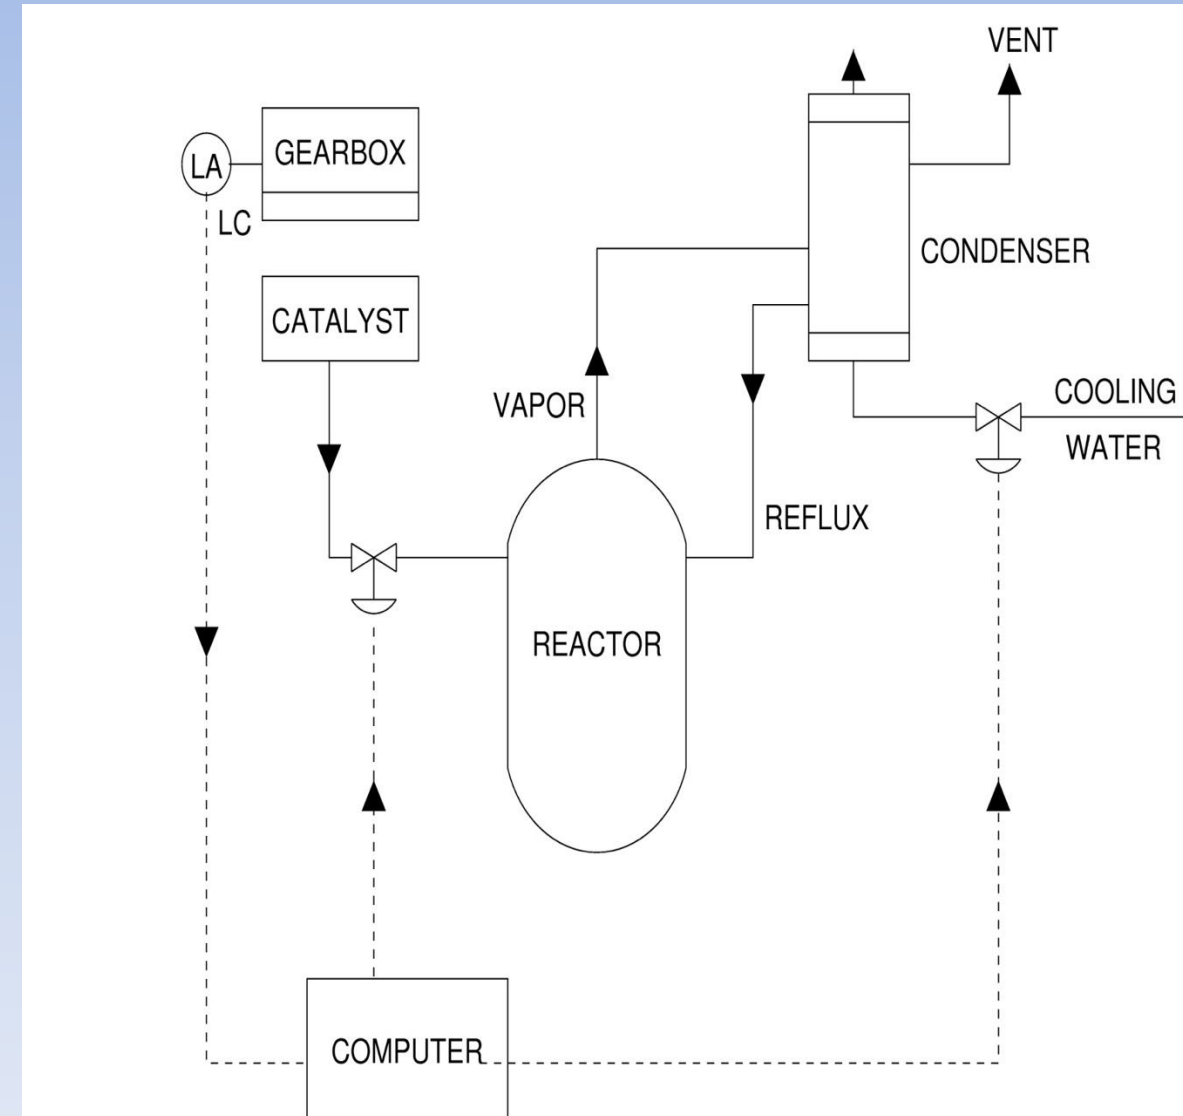 VENT
GEARBOX
LA
LC
CONDENSER
CATALYST
COOLING
VAPOR
WATER
REFLUX
REACTOR
COMPUTER